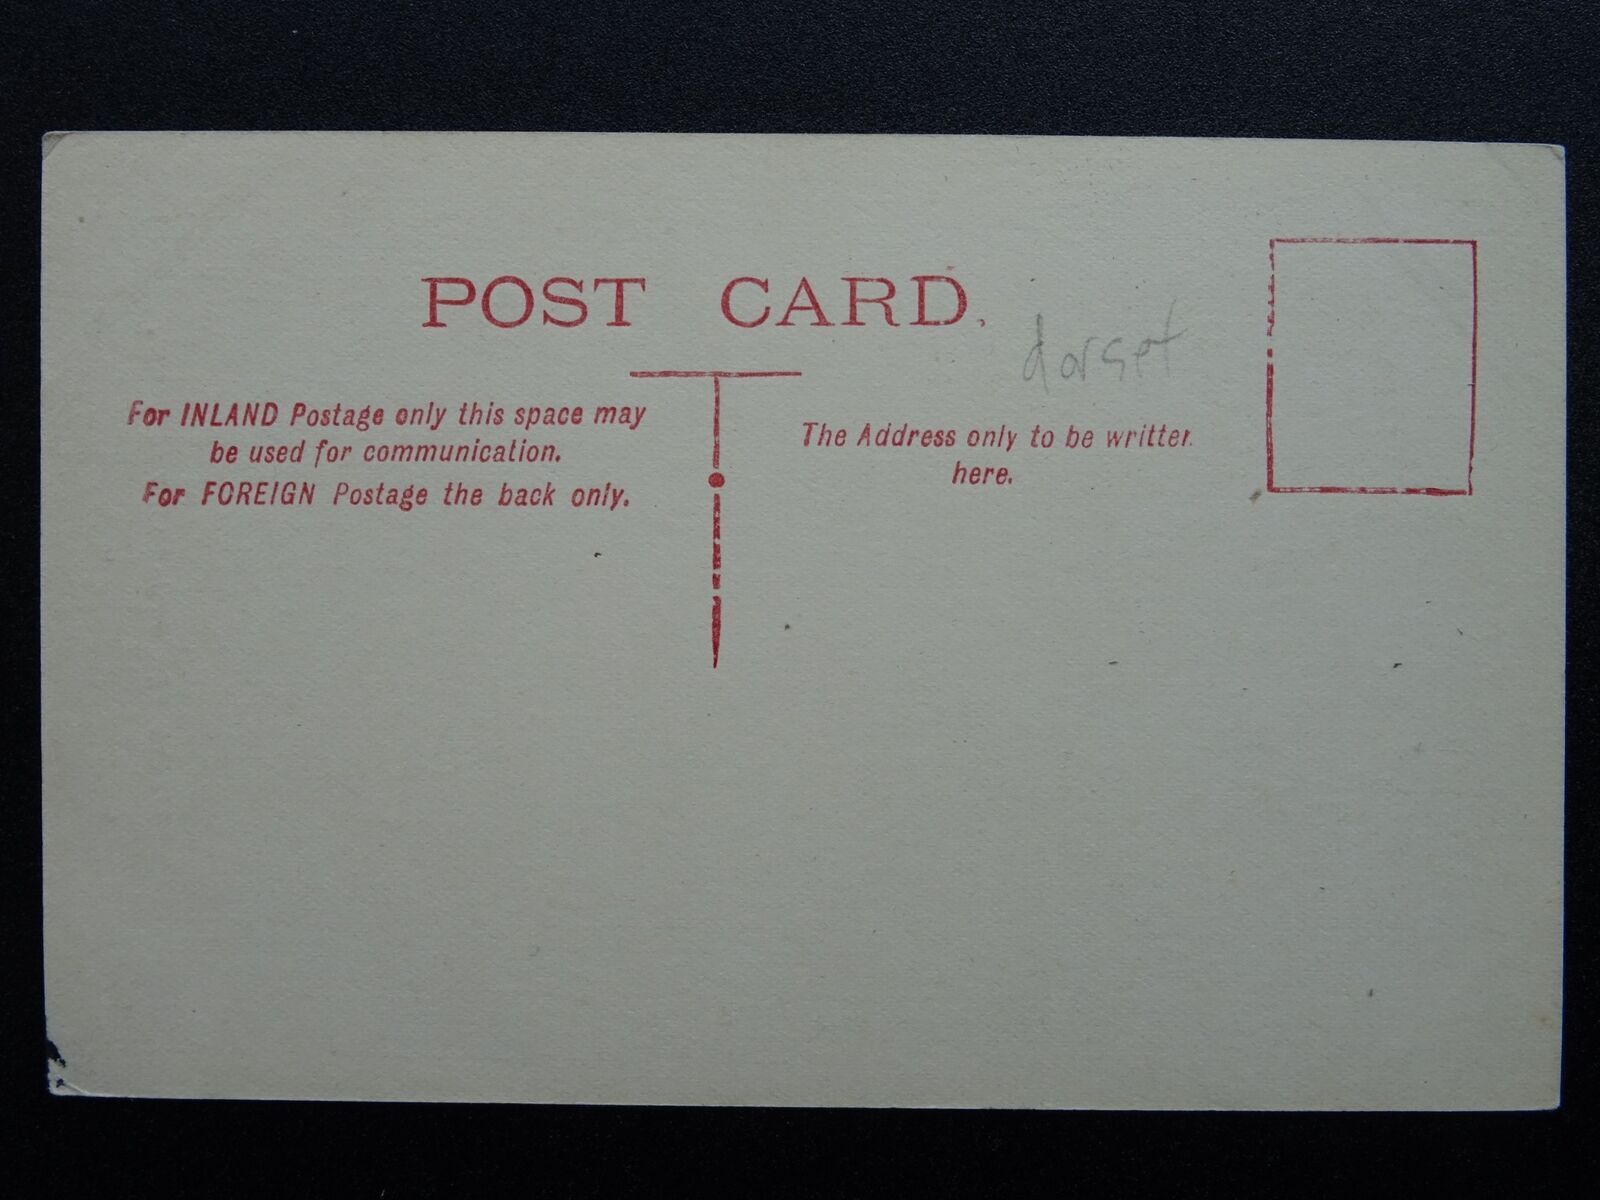 POST CARD.
dorset
For INLAND Postage only this space may
be used for communication.
For FOREIGN Postage the back only.
The Address only to be written
here.